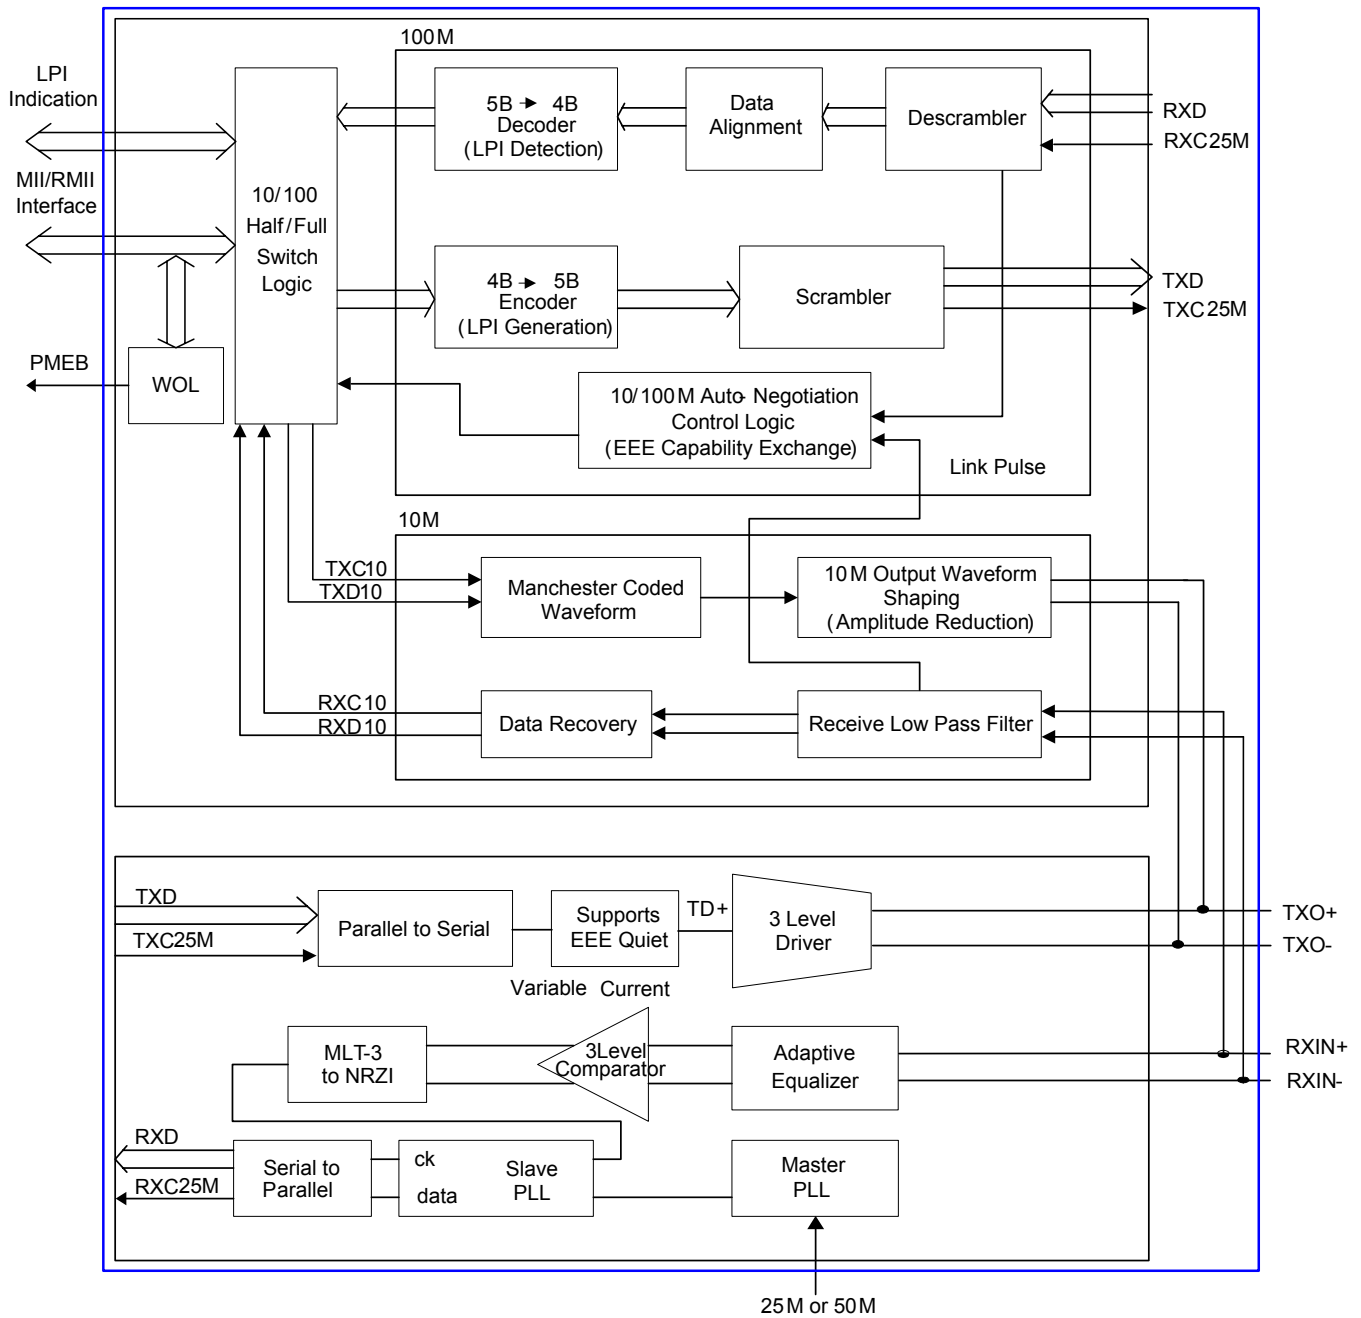 100M
LPI
Indication
5B 4B
Decoder
(LPI Detection)
Data
Alignment
Descrambler
RXD
RXC25M
MII/RMII
Interface
10/100
Half/Full
Switch
Logic
4B 5B
Encoder
(LPI Generation)
Scrambler
TXD
TXC25M
PMEB
WOL
10/100M Auto- Negotiation
Control Logic
(EEE Capability Exchange)
Link Pulse
10M
TXC10
TXD10
Manchester Coded
Waveform
10M Output Waveform
Shaping
(Amplitude Reduction)
RXC10
RXD10
Data Recovery
Receive Low Pass Filter
TXD
TXC25M
Parallel to Serial
Supports
EEE Quiet
TD+
3 Level
Driver
TXO+
TXO-
Variable Current
MLT-3
to NRZI
3Level
Comparator
Adaptive
Equalizer
RXIN+
RXIN-
RXD
RXC25M
Serial to
Parallel
ck
data
Slave
PLL
Master
PLL
25M or 50M